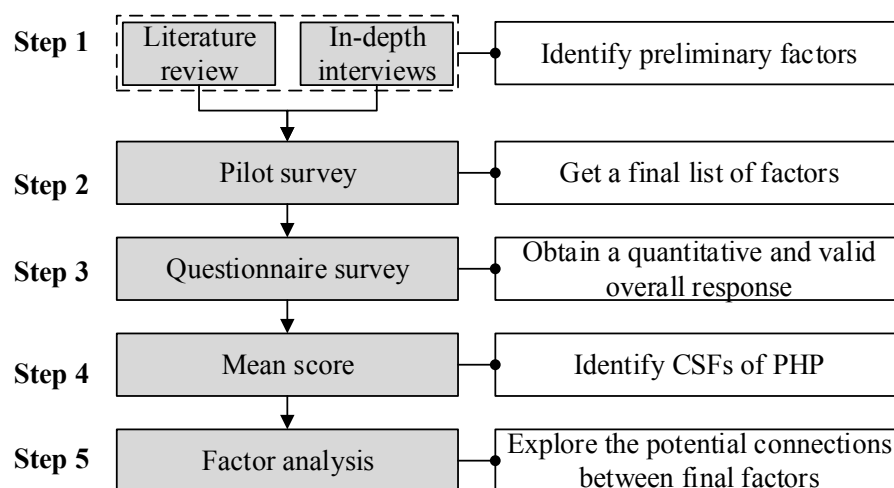 Step 1
Literature
review
In-depth
interviews
Identify preliminary factors
Step 2
Pilot survey
Get a final list of factors
Step 3
Questionnaire survey
Obtain a quantitative and valid
overall response
Step 4
Mean score
Identify CSFs of PHP
Step 5
Factor analysis
Explore the potential connections
between final factors